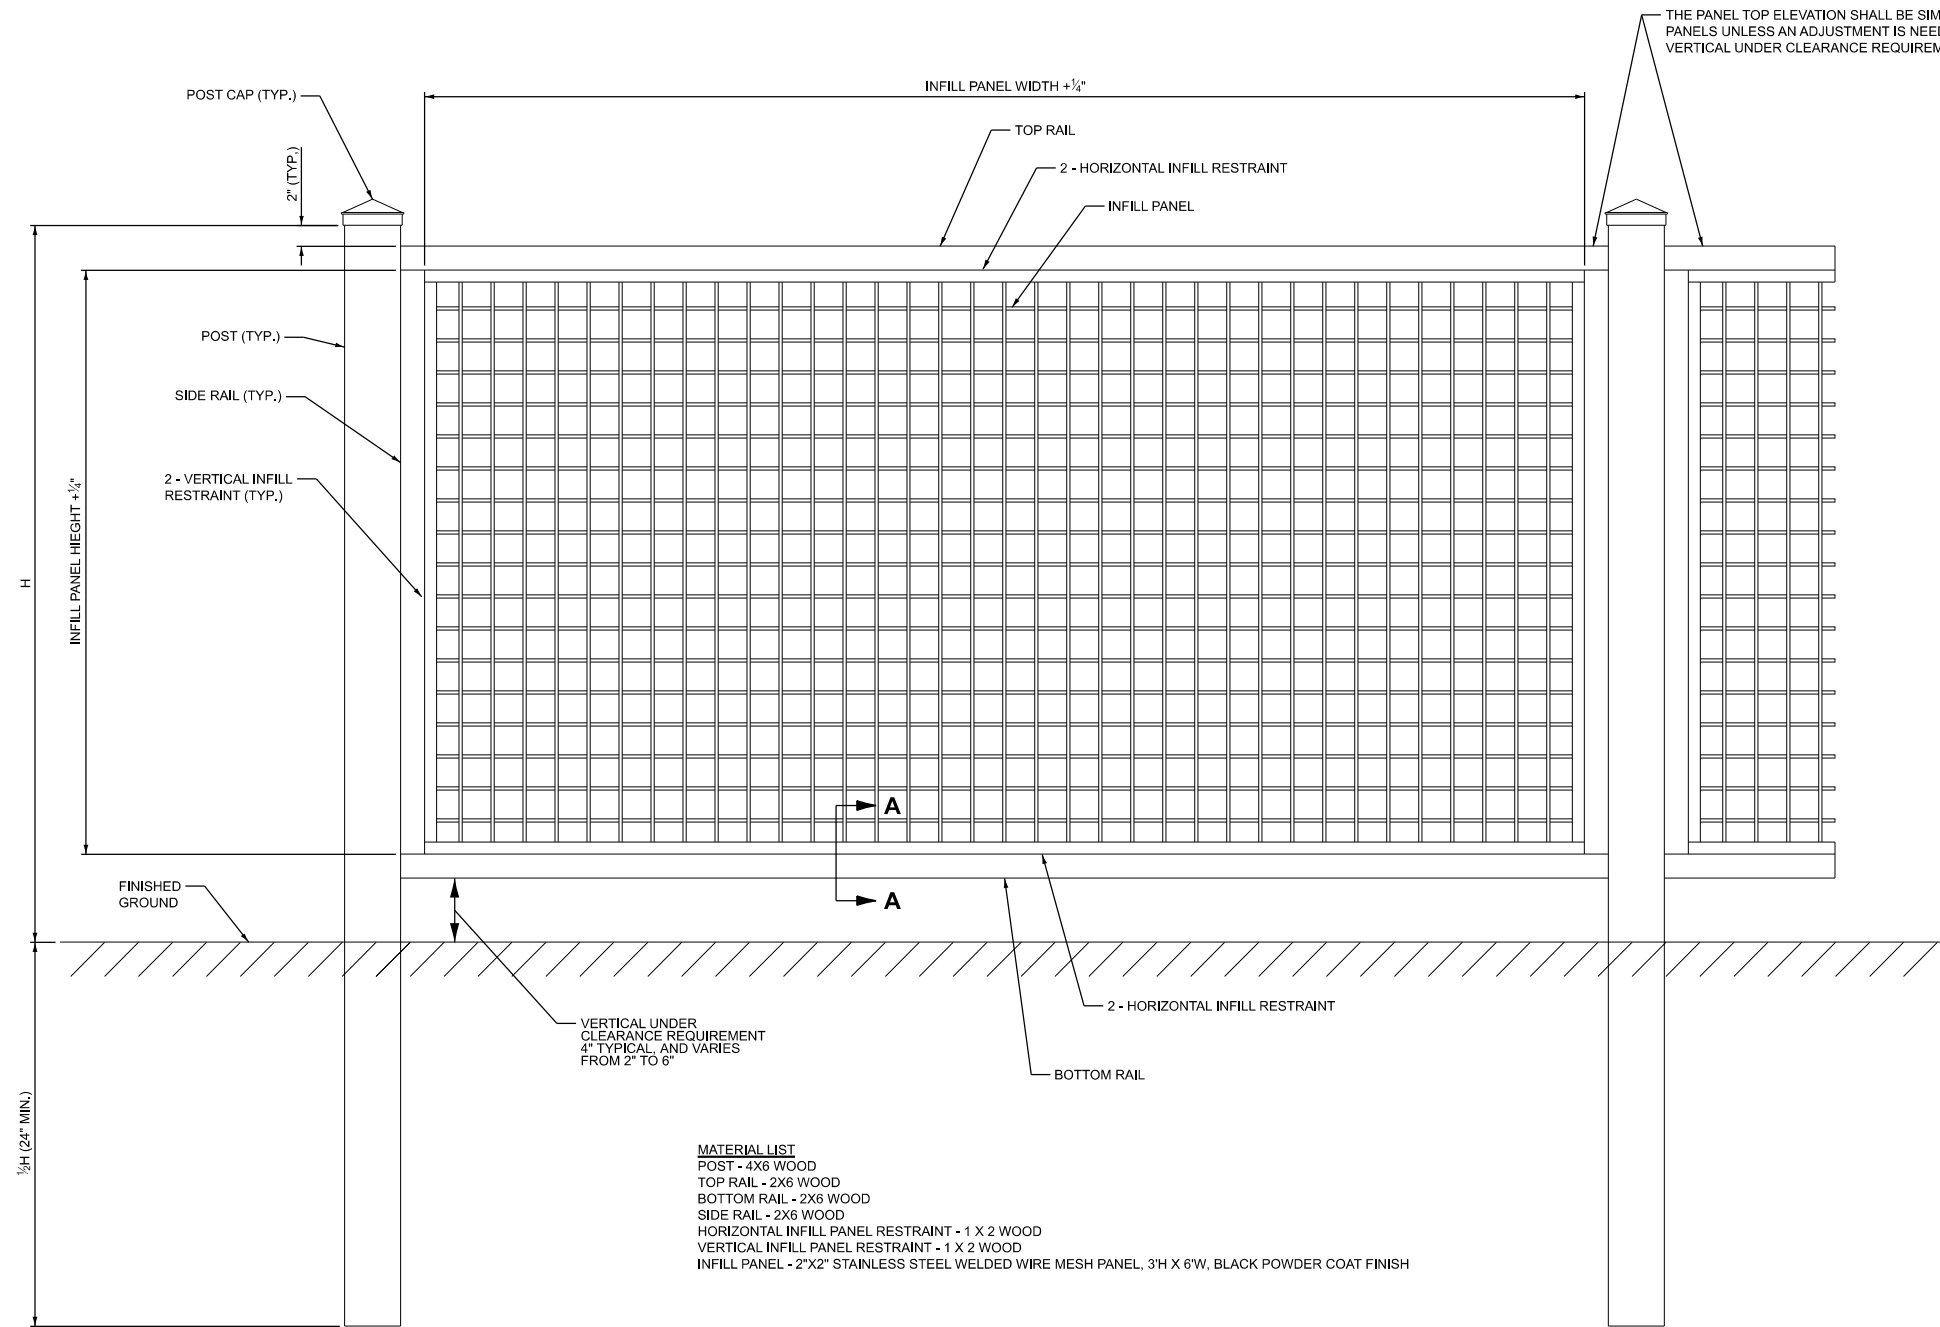 THE PANEL TOP ELEVATION SHALL BE SIM
PANELS UNLESS AN ADJUSTMENT IS NEE
VERTICAL UNDER CLEARANCE REQUIREM
INFILL PANEL WIDTH +¼"
POST CAP (TYP.)
TOP RAIL
2" (TYP.)
2 - HORIZONTAL INFILL RESTRAINT
INFILL PANEL
POST (TYP.)
SIDE RAIL (TYP.)
2 - VERTICAL INFILL
RESTRAINT (TYP.)
INFILL PANEL HIEGHT +¼"
H
A
A
FINISHED
GROUND
2 - HORIZONTAL INFILL RESTRAINT
VERTICAL UNDER
CLEARANCE REQUIREMENT
4" TYPICAL, AND VARIES
FROM 2" TO 6"
BOTTOM RAIL
½H (24" MIN.)
MATERIAL LIST
POST - 4X6 WOOD
TOP RAIL - 2X6 WOOD
BOTTOM RAIL - 2X6 WOOD
SIDE RAIL - 2X6 WOOD
HORIZONTAL INFILL PANEL RESTRAINT - 1 X 2 WOOD
VERTICAL INFILL PANEL RESTRAINT - 1 X 2 WOOD
INFILL PANEL - 2"X2" STAINLESS STEEL WELDED WIRE MESH PANEL, 3'H X 6'W, BLACK POWDER COAT FINISH